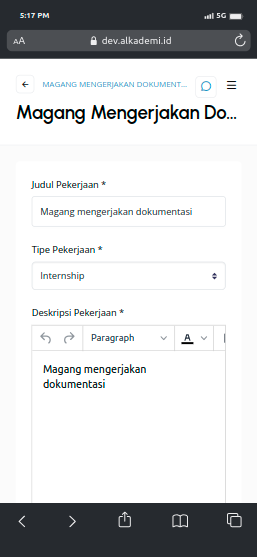 5:17 PM
5G
AA
dev.alkademi.id
MAGANG MENGERJAKAN DOKUMENT...
Magang Mengerjakan Do...
Judul Pekerjaan *
Magang mengerjakan dokumentasi
Tipe Pekerjaan *
Internship
Deskripsi Pekerjaan *
Paragraph
A
Magang mengerjakan
dokumentasi